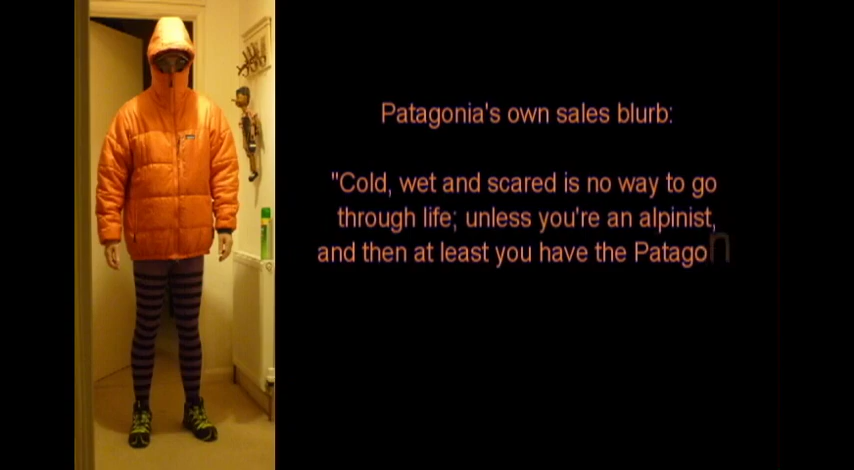 Patagonia's own sales blurb:
"Cold, wet and scared is no way to go
through life; unless you're an alpinist,
and then at least you have the Patagon